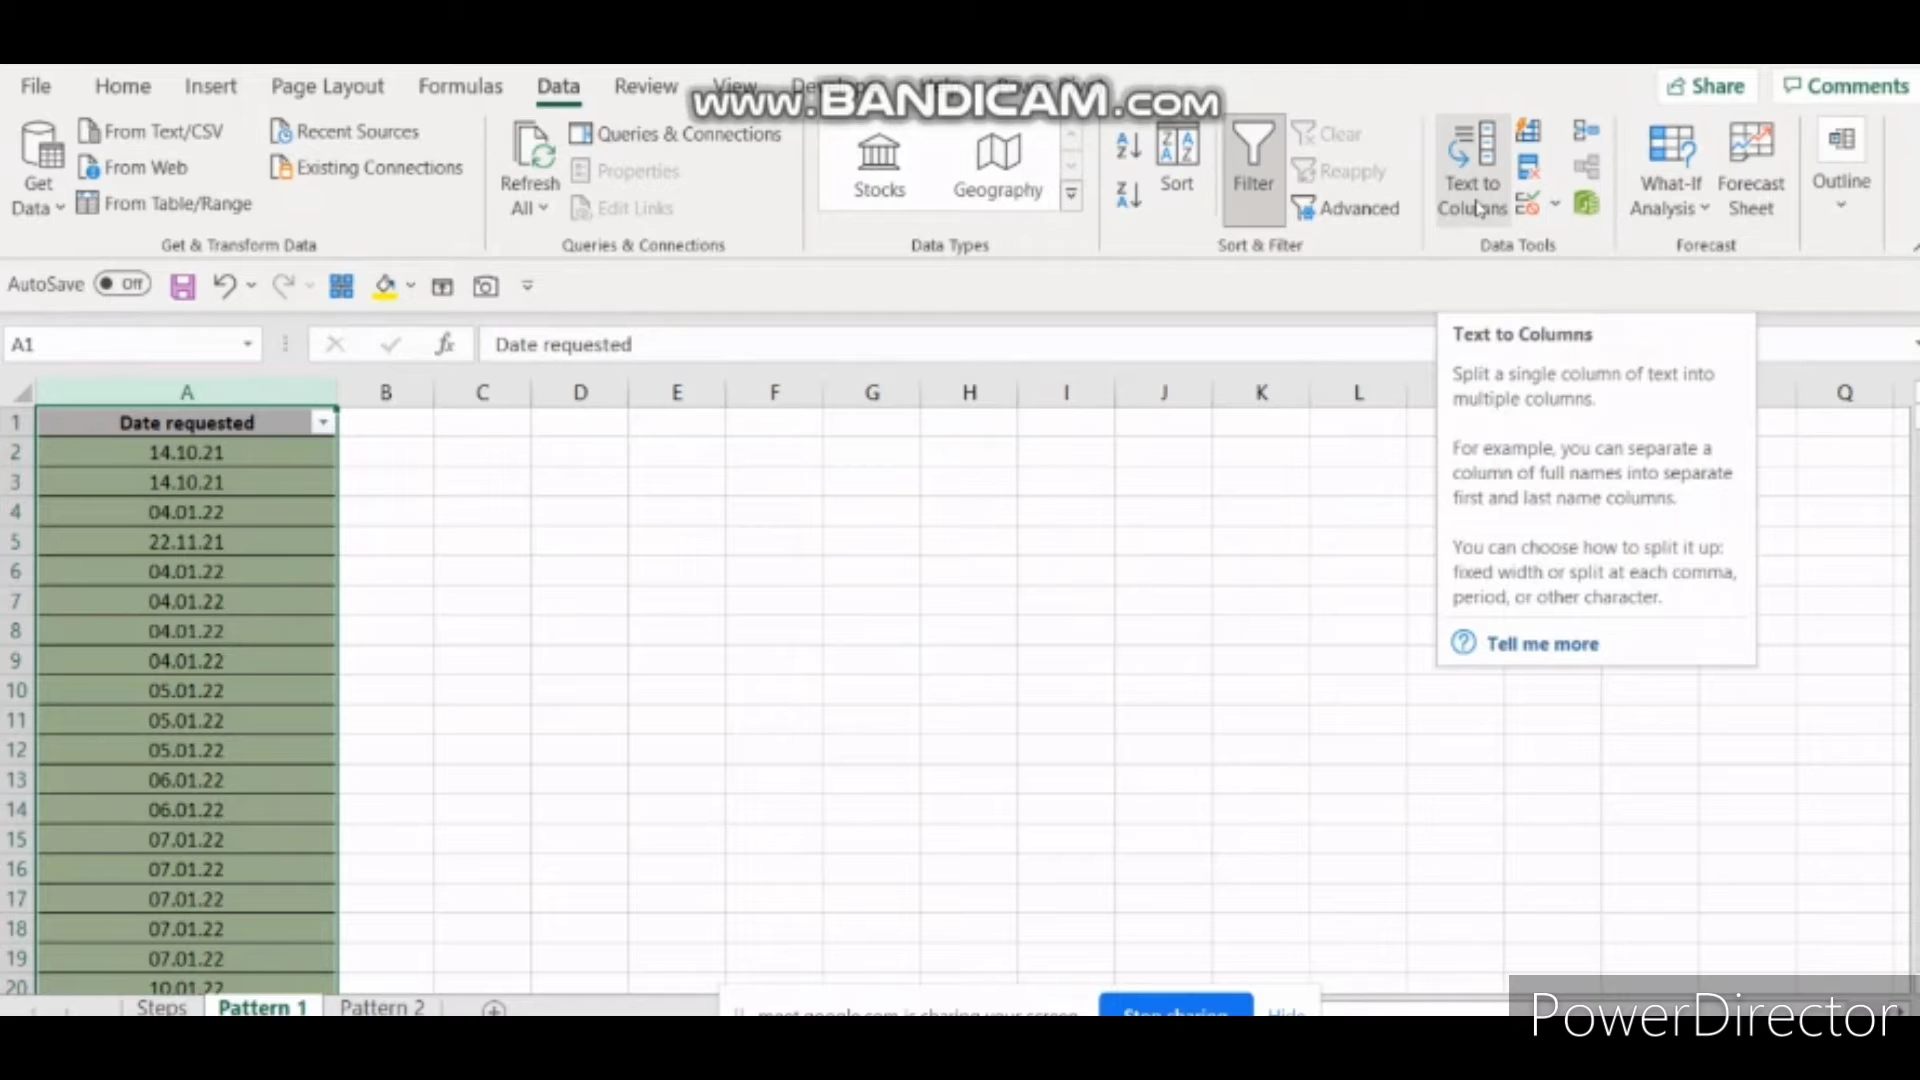 File Home Insert Page Layout Formulas Data Review View
www.BANDICAM.com
Share Comments
Get Data
From Text/CSV
From Web
From Table/Range
Recent Sources
Existing Connections
Get & Transform Data
Refresh All
Queries & Connections
Properties
Edit Links
Queries & Connections
Stocks
Geography
Data Types
Sort
Filter
Clear
Reapply
Advanced
Sort & Filter
Text to Columns
Data Tools
What-If Analysis
Forecast Sheet
Forecast
Outline
AutoSave Off
A1
fx
Date requested
Text to Columns
Split a single column of text into
multiple columns.
For example, you can separate a
column of full names into separate
first and last name columns.
You can choose how to split it up:
fixed width or split at each comma,
period, or other character.
Tell me more
A B C D E F G H I J K L Q
1 Date requested
2 14.10.21
3 14.10.21
4 04.01.22
5 22.11.21
6 04.01.22
7 04.01.22
8 04.01.22
9 04.01.22
10 05.01.22
11 05.01.22
12 05.01.22
13 06.01.22
14 06.01.22
15 07.01.22
16 07.01.22
17 07.01.22
18 07.01.22
19 07.01.22
20 10.01.22
Steps Pattern 1 Pattern 2
meet.google.com is sharing your screen. Stop sharing Hide
PowerDirector